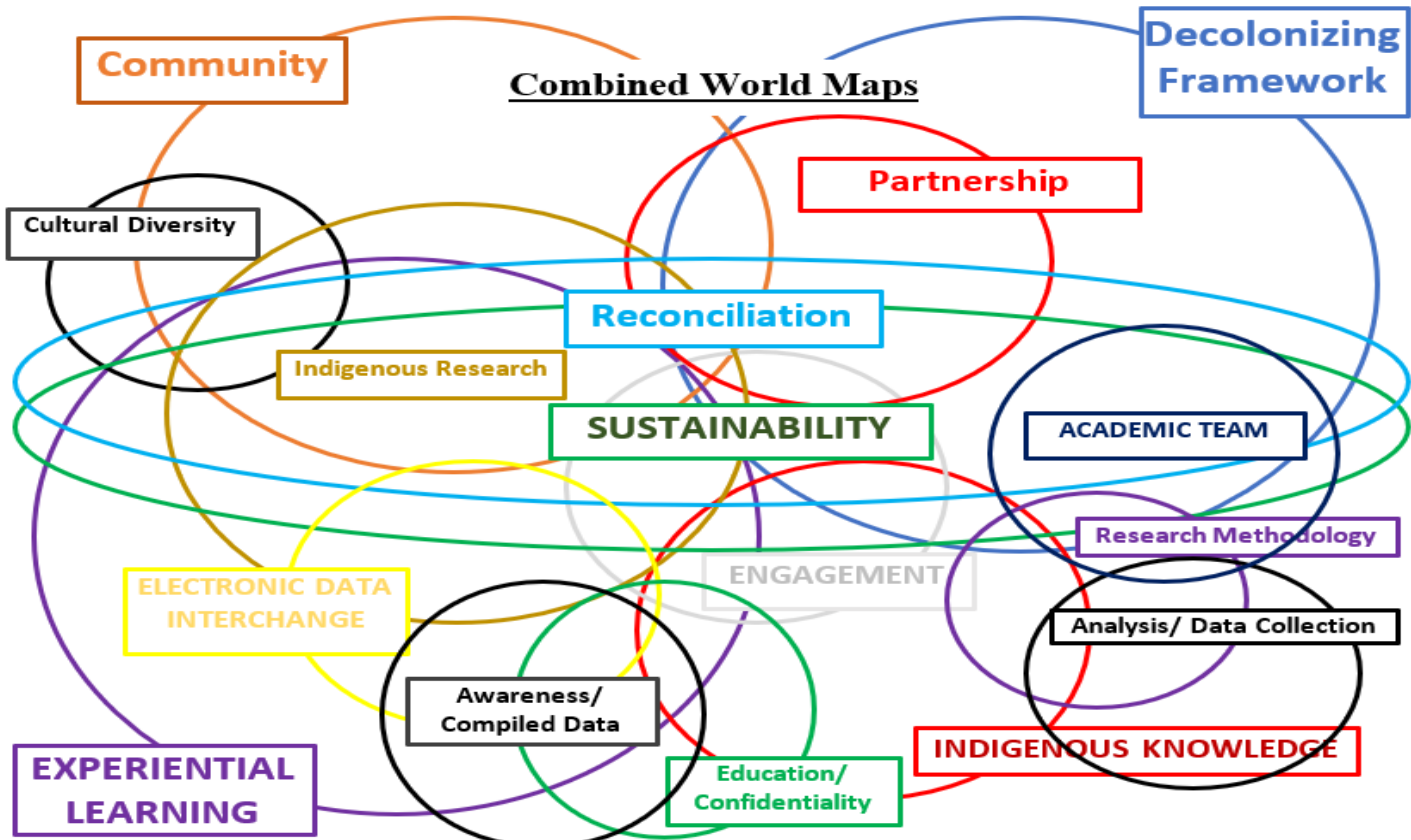 Community
Combined World Maps
Decolonizing
Framework
Partnership
Cultural Diversity
Reconciliation
Indigenous Research
SUSTAINABILITY
ACADEMIC TEAM
Research Methodology
ELECTRONIC DATA
INTERCHANGE
ENGAGEMENT
Analysis/ Data Collection
Awareness/
Compiled Data
INDIGENOUS KNOWLEDGE
EXPERIENTIAL
LEARNING
Education/
Confidentiality